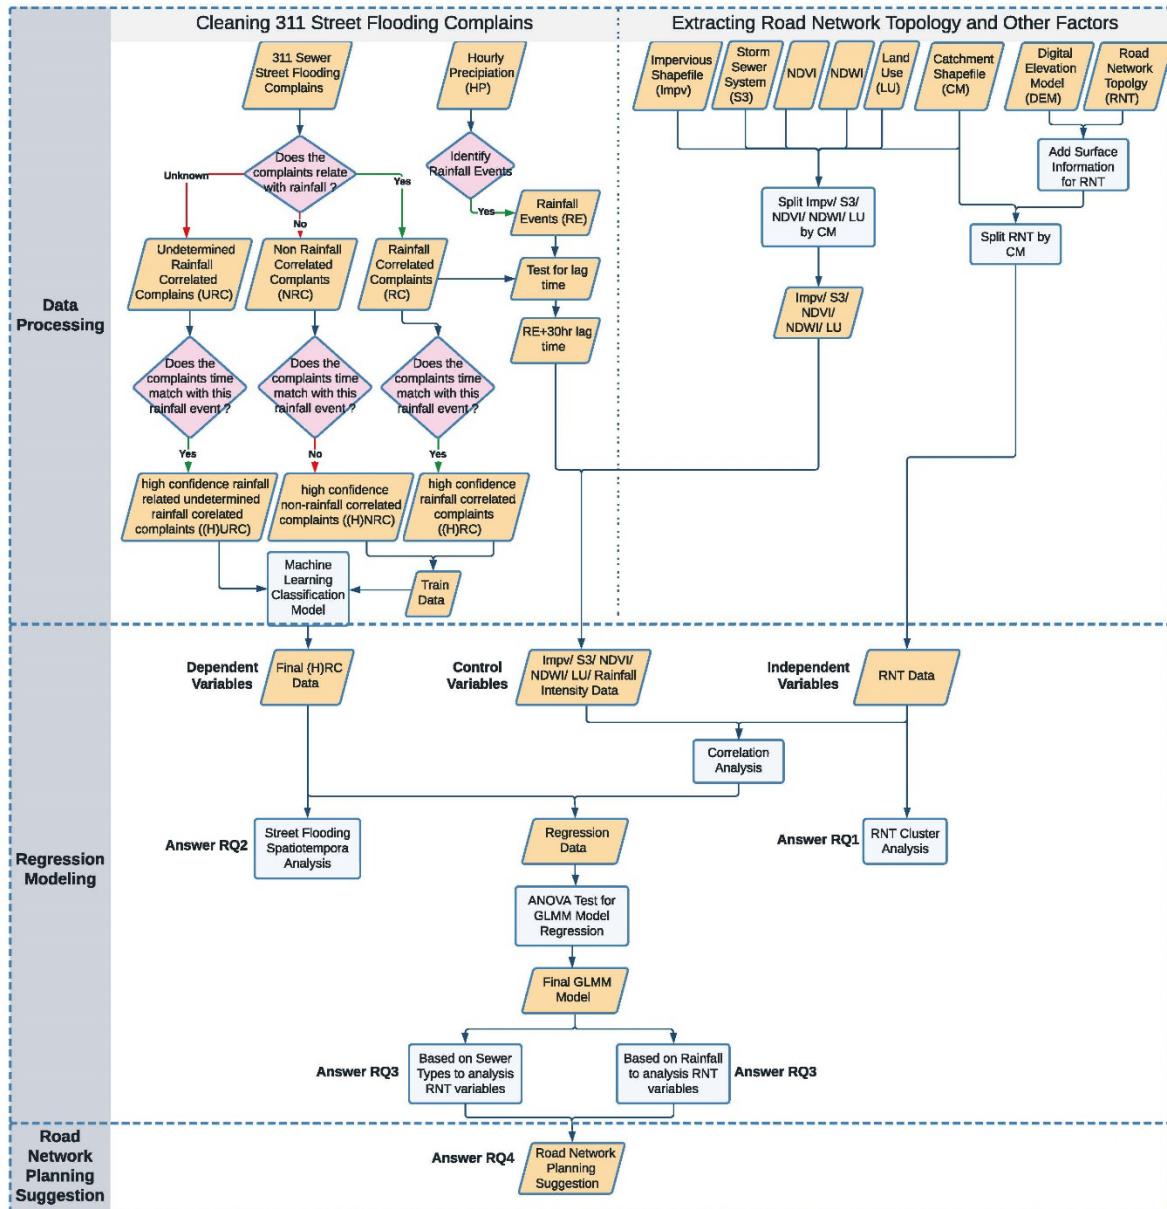 Cleaning 311 Street Flooding Complains
Extracting Road Network Topology and Other Factors
311 Sewer
Street Flooding
Complains
Hourly
Precipiation
(HP)
Impervious
Shapefile
(Impv)
Storm
Sewer
System
(S3)
NDVI
NDWI
Land
Use
(LU)
Catchment
Shapefile
(CM)
Digital
Elevation
Model
(DEM)
Road
Network
Topolgy
(RNT)
Does the
complaints relate
with rainfall ?
Unknown
No
Yes
Identify
Rainfall Events
Yes
Rainfall
Events (RE)
Add Surface
Information
for RNT
Split Impv/ S3/
NDVI/ NDWI/ LU
by CM
Split RNT by
CM
Undetermined
Rainfall
Correlated
Complains (URC)
Non Rainfall
Correlated
Complants
(NRC)
Rainfall
Correlated
Complaints
(RC)
Test for lag
time
RE+30hr lag
time
Impv/ S3/
NDVI/
NDWI/ LU
Data
Processing
Does the
complaints time
match with this
rainfall event ?
Does the
complaints time
match with this
rainfall event ?
Does the
complaints time
match with this
rainfall event ?
Yes
No
Yes
high confidence rainfall
related undetermined
rainfall corelated
complaints ((H)URC)
high confidence
non-rainfall correlated
complaints ((H)NRC)
high confidence
rainfall correlated
complaints
((H)RC)
Machine
Learning
Classification
Model
Train
Data
Dependent
Variables
Final (H)RC
Data
Control
Variables
Impv/ S3/ NDVI/
NDWI/ LU/ Rainfall
Intensity Data
Independent
Variables
RNT Data
Correlation
Analysis
Answer RQ2
Street Flooding
Spatiotempora
Analysis
Regression
Data
Answer RQ1
RNT Cluster
Analysis
Regression
Modeling
ANOVA Test for
GLMM Model
Regression
Final GLMM
Model
Answer RQ3
Based on Sewer
Types to analysis
RNT variables
Based on Rainfall
to analysis RNT
variables
Answer RQ3
Road
Network
Planning
Suggestion
Answer RQ4
Road Network
Planning
Suggestion